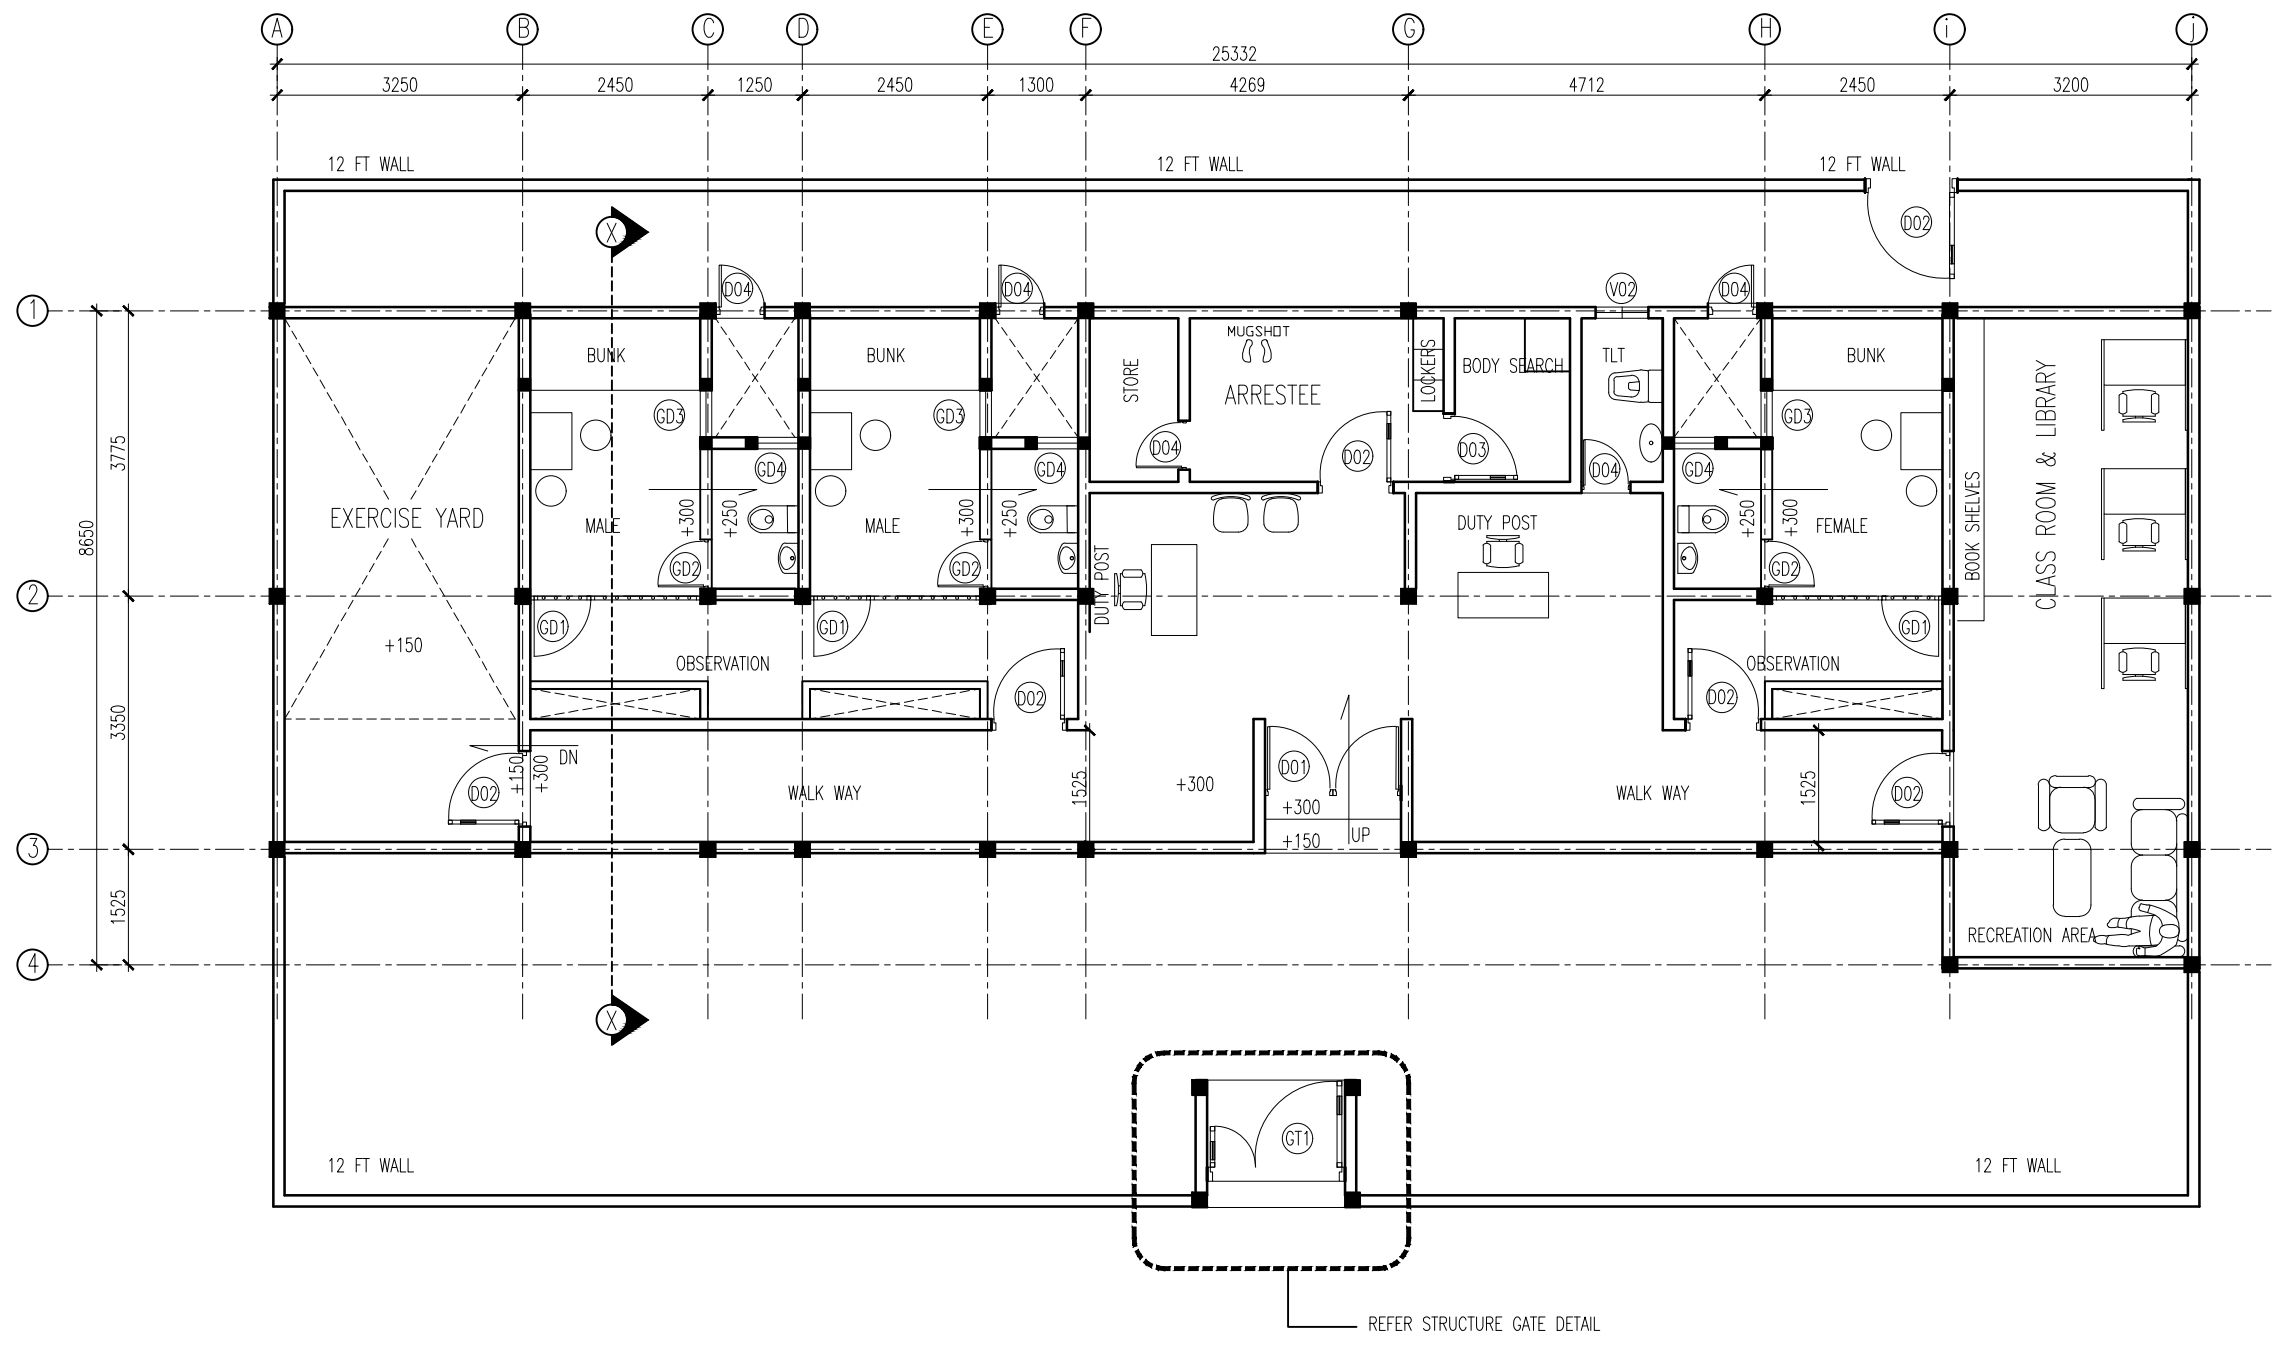 A B C D E F G H i j
25332
3250 2450 1250 2450 1300 4269 4712 2450 3200
12 FT WALL 12 FT WALL 12 FT WALL
X D02
D04 D04 V02 D04
1
MUGSHOT
BUNK BUNK BODY SEARCH TLT BUNK
STORE ARRESTEE LOCKERS
GD3 GD3 GD3
D04 D02 D03 D04
GD4 GD4 GD4
3775
8650
EXERCISE YARD
MALE +300 +250 MALE +300 +250 DUTY POST +250 +300 FEMALE
BOOK SHELVES
CLASS ROOM & LIBRARY
GD2 GD2 DUTY POST GD2
2
GD1 GD1 GD1
+150
OBSERVATION OBSERVATION
D02 D02
3350
DN
+150 +300
D02 WALK WAY 1525 +300 D01 WALK WAY 1525 D02
+300
+150 UP
3
1525
RECREATION AREA
4
X
GT1
12 FT WALL 12 FT WALL
REFER STRUCTURE GATE DETAIL